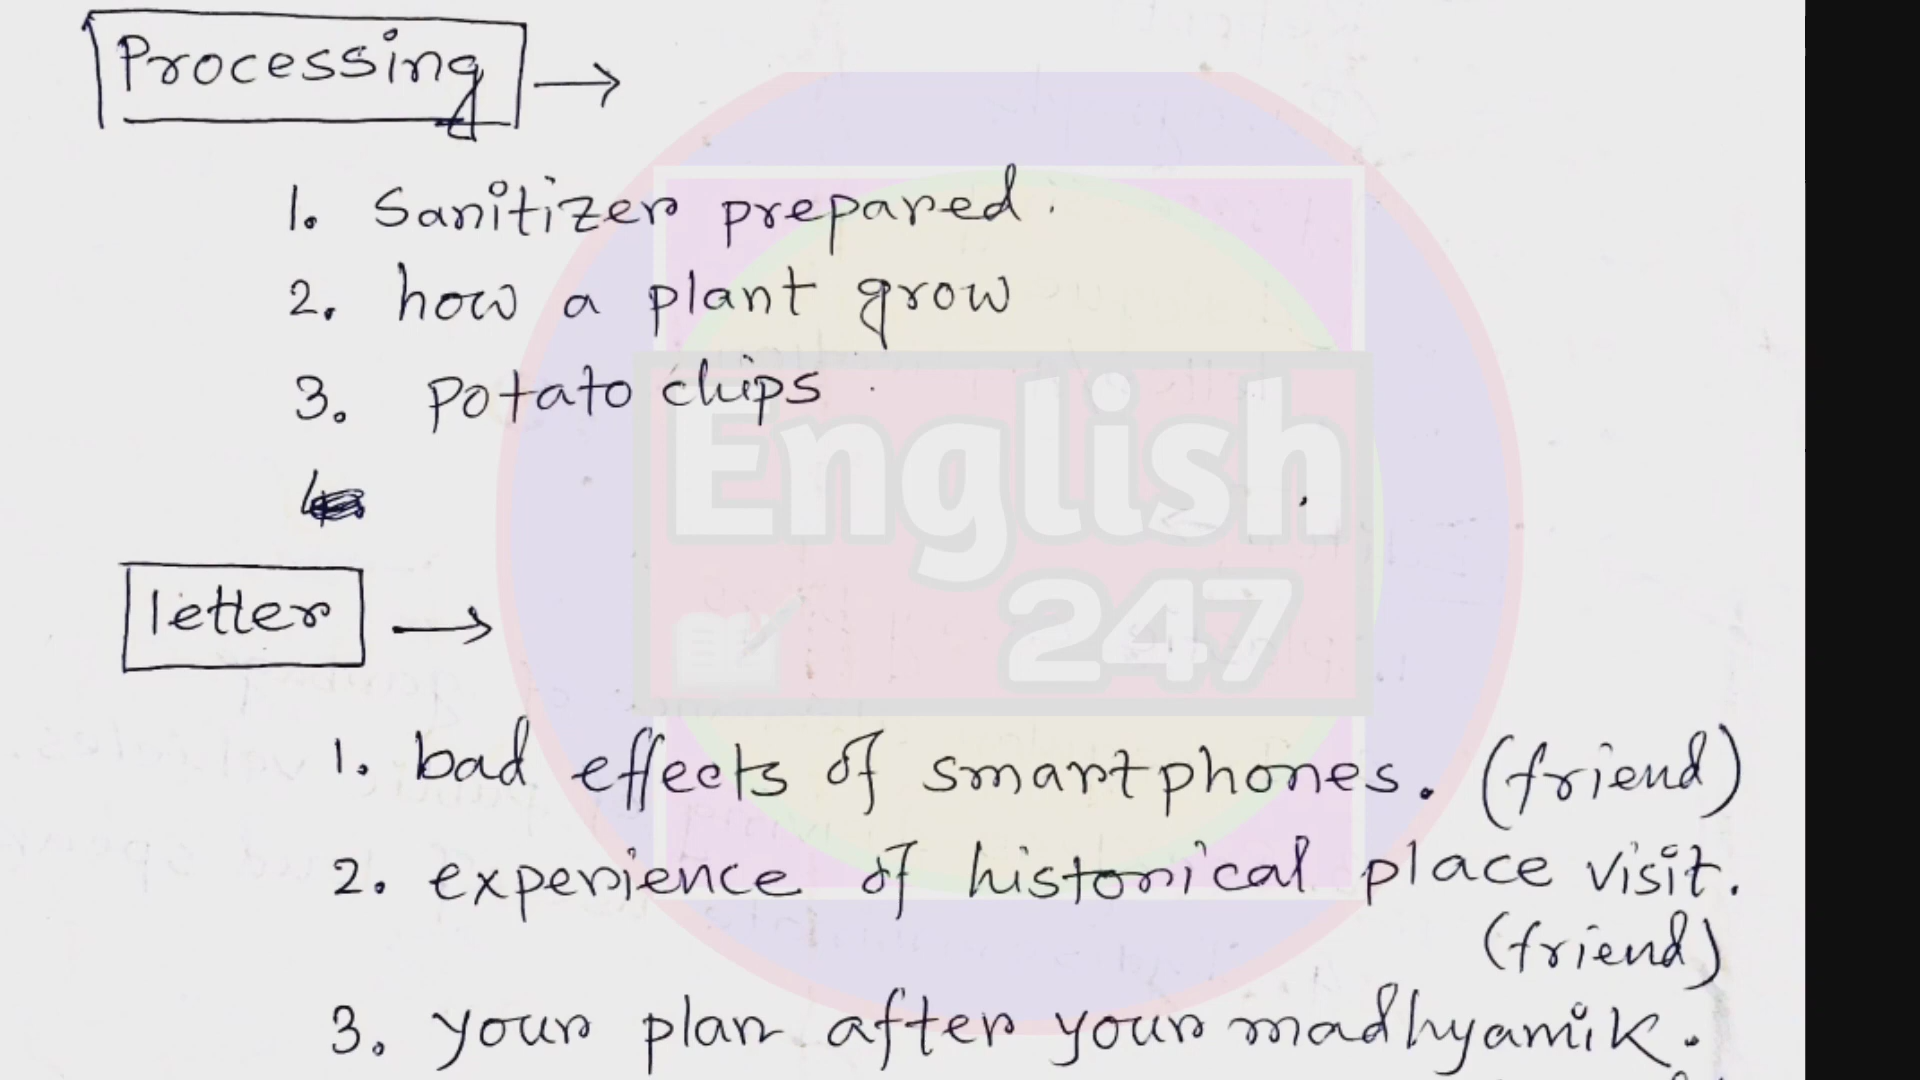 Processing →
1. Sanitizer prepared.
2. how a plant grow
3. potato chips
English
247
letter →
1. bad effects of smartphones. (friend)
2. experience of historical place visit.
(friend)
3. your plan after your madhyamik.